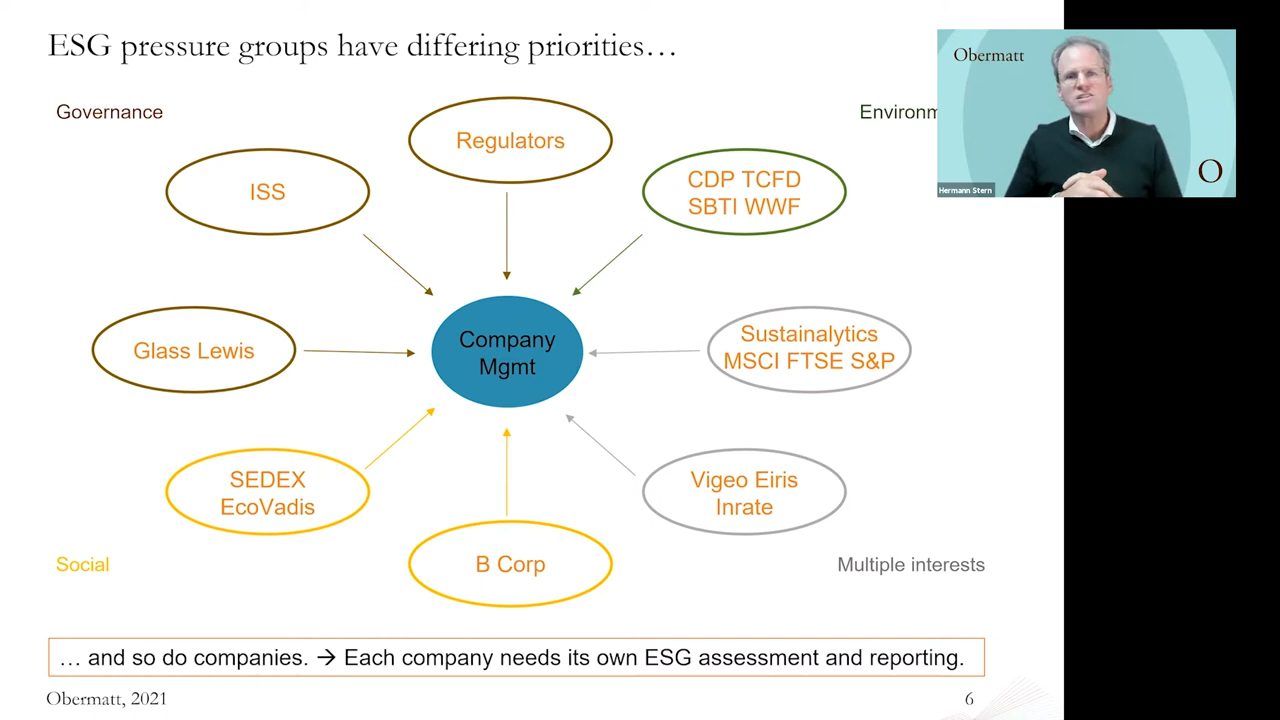 ESG pressure groups have differing priorities…
Obermatt
O
Hermann Stern
Governance
Environm
Regulators
ISS
CDP TCFD
SBTI WWF
Company
Mgmt
Glass Lewis
Sustainalytics
MSCI FTSE S&P
SEDEX
EcoVadis
Vigeo Eiris
Inrate
B Corp
Social
Multiple interests
… and so do companies. → Each company needs its own ESG assessment and reporting.
Obermatt, 2021
6